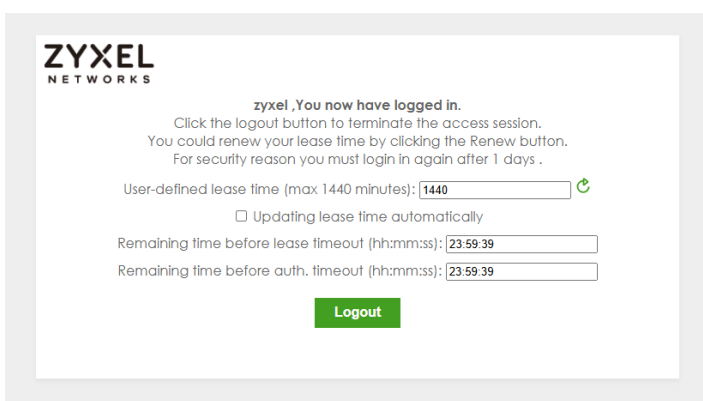 ZYXEL
NETWORKS
zyxel ,You now have logged in.
Click the logout button to terminate the access session.
You could renew your lease time by clicking the Renew button.
For security reason you must login in again after 1 days .
User-defined lease time (max 1440 minutes): 1440
Updating lease time automatically
Remaining time before lease timeout (hh:mm:ss): 23:59:39
Remaining time before auth. timeout (hh:mm:ss): 23:59:39
Logout